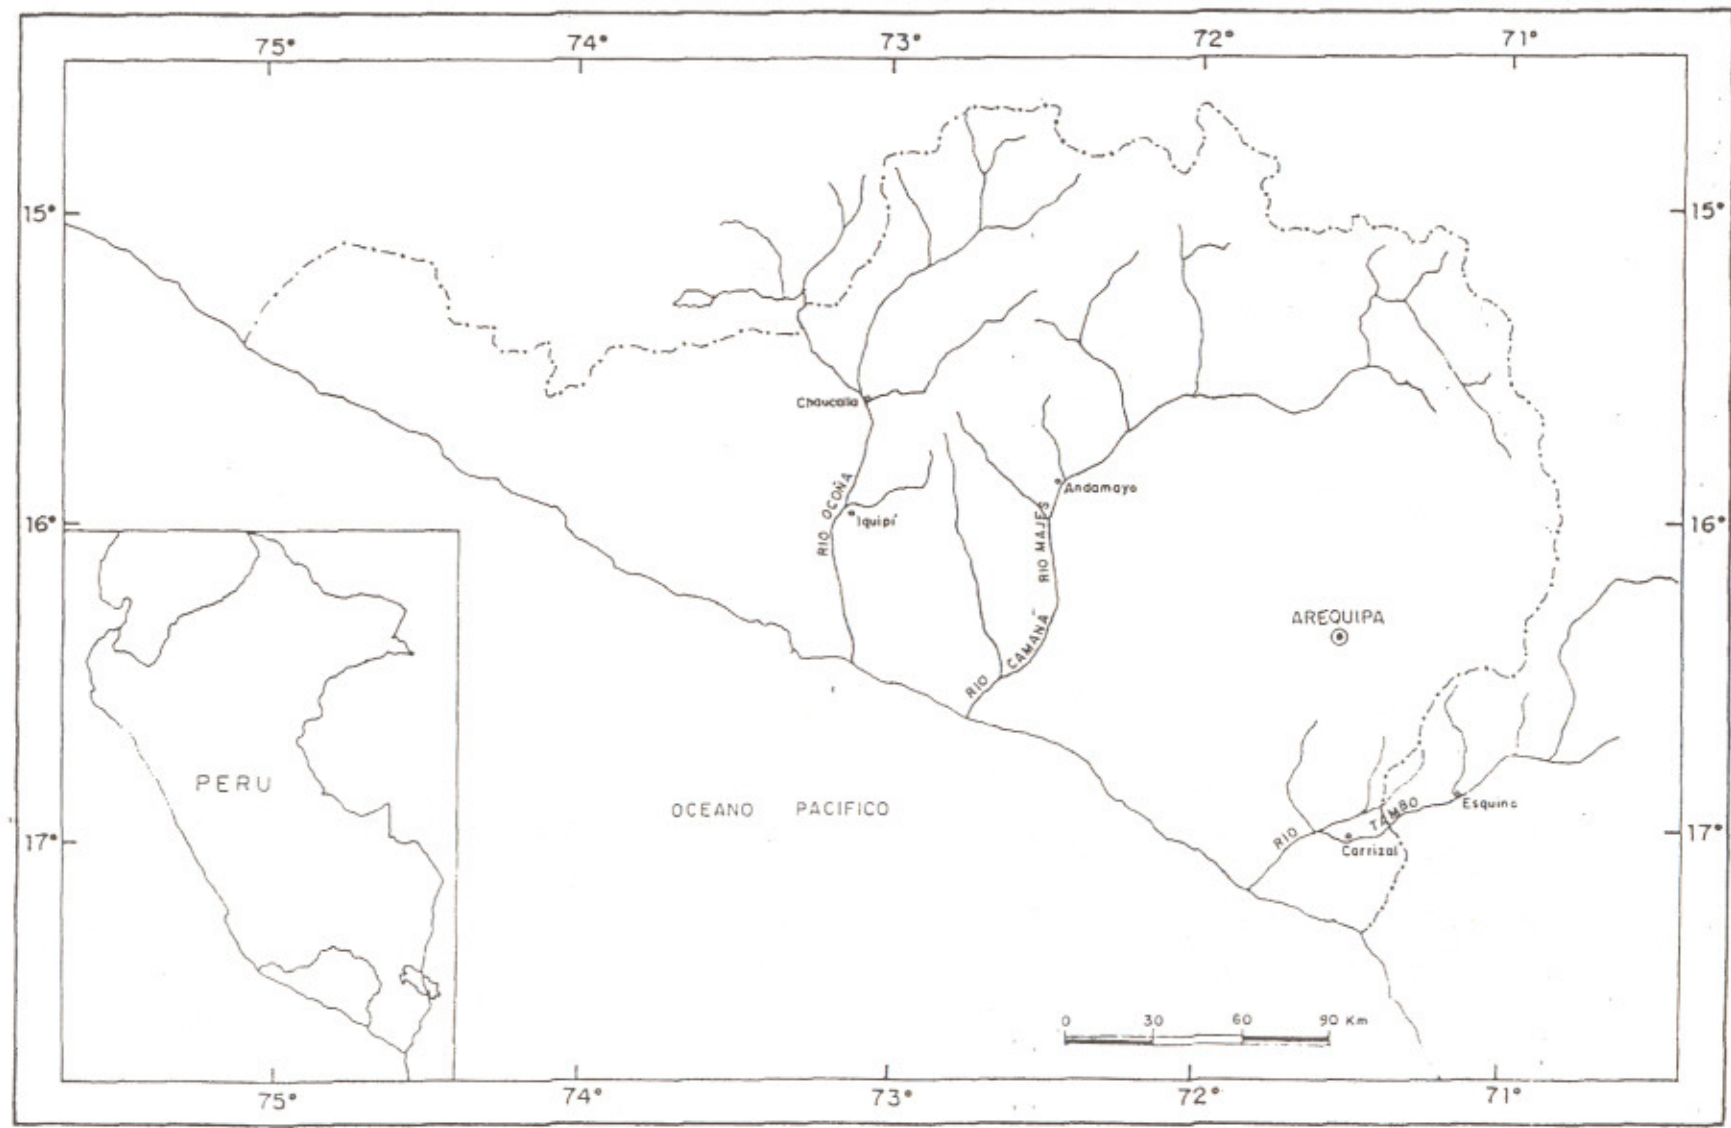 75° 74° 73° 72° 71°
15° 15°
Chaucalla
RIO OCOÑA
Iquipi
Andamayo
RIO MAJES
16° 16°
RIO CAMANA
AREQUIPA
PERU
OCEANO PACIFICO
RIO TAMBO
Esquina
Carrizal
17° 17°
0 30 60 90 Km
75° 74° 73° 72° 71°